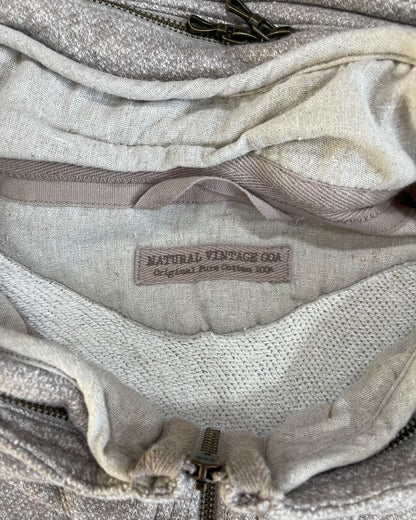 NATURAL VINTAGE GOA
Original Pure Cotton 100%